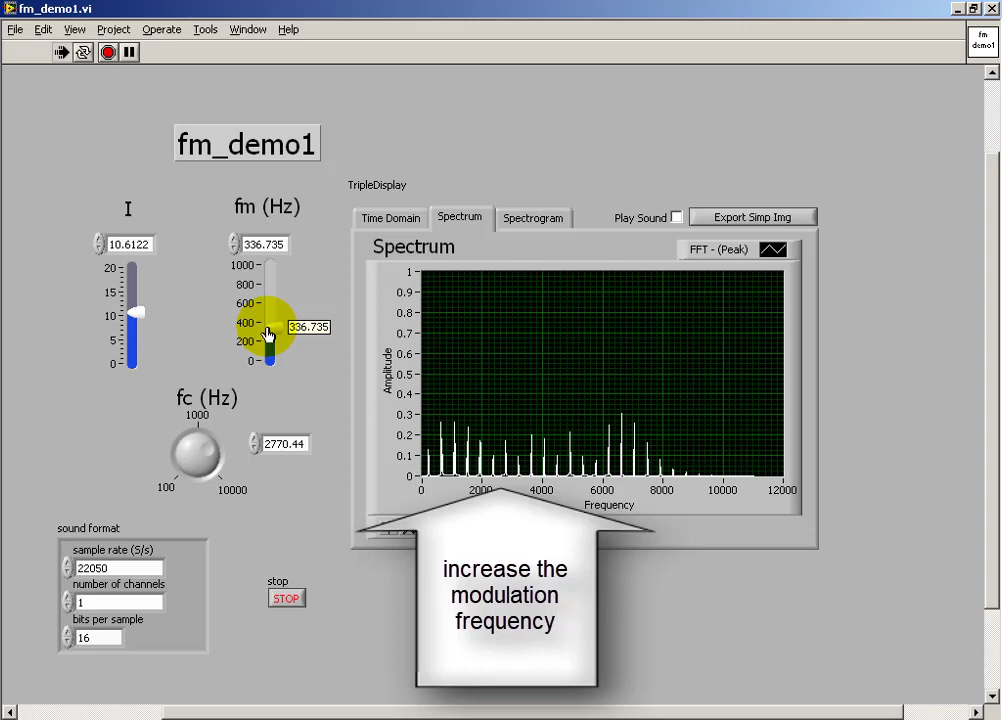 fm_demo1.vi
File Edit View Project Operate Tools Window Help
fm
demo1
fm_demo1
TripleDisplay
I
fm (Hz)
Time Domain Spectrum Spectrogram Play Sound Export Simp Img
10.6122
336.735
Spectrum
FFT - (Peak)
20
15
10
5
0
1000
800
600
400
200
0
336.735
Amplitude
1
0.9
0.8
0.7
0.6
0.5
0.4
0.3
0.2
0.1
0
0 2000 4000 6000 8000 10000 12000
Frequency
fc (Hz)
1000
100
10000
2770.44
increase the
modulation
frequency
sound format
sample rate (S/s)
22050
number of channels
1
bits per sample
16
stop
STOP